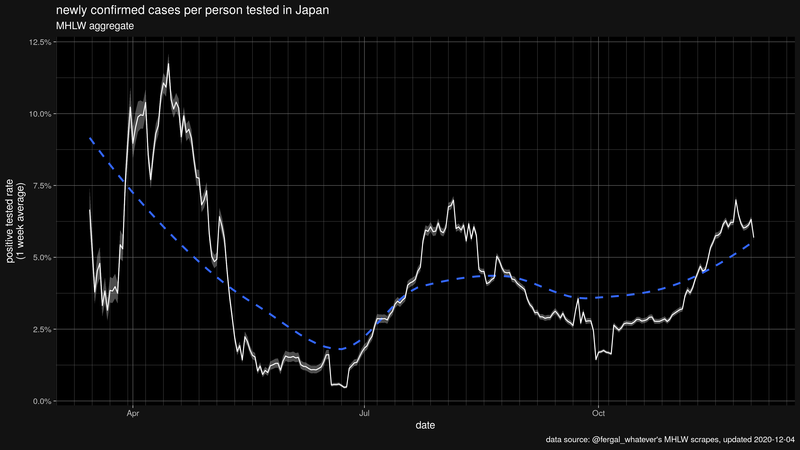 newly confirmed cases per person tested in Japan
MHLW aggregate
12.5%
10.0%
7.5%
5.0%
2.5%
0.0%
positive tested rate
(1 week average)
Apr
Jul
Oct
date
data source: @fergal_whatever's MHLW scrapes, updated 2020-12-04